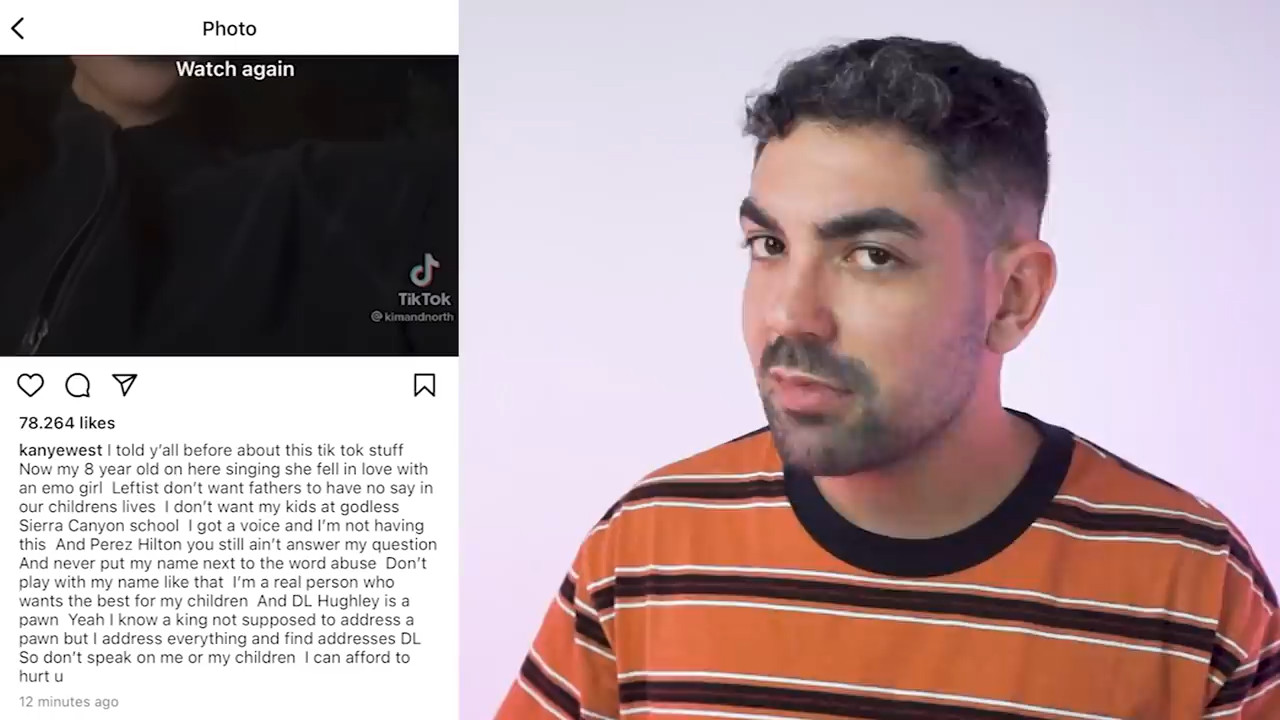 Photo
Watch again
TikTok
@kimandnorth
78.264 likes
kanyewest I told y’all before about this tik tok stuff
Now my 8 year old on here singing she fell in love with
an emo girl  Leftist don’t want fathers to have no say in
our childrens lives  I don’t want my kids at godless
Sierra Canyon school  I got a voice and I’m not having
this  And Perez Hilton you still ain’t answer my question
And never put my name next to the word abuse  Don’t
play with my name like that  I’m a real person who
wants the best for my children  And DL Hughley is a
pawn  Yeah I know a king not supposed to address a
pawn but I address everything and find addresses DL
So don’t speak on me or my children  I can afford to
hurt u
12 minutes ago